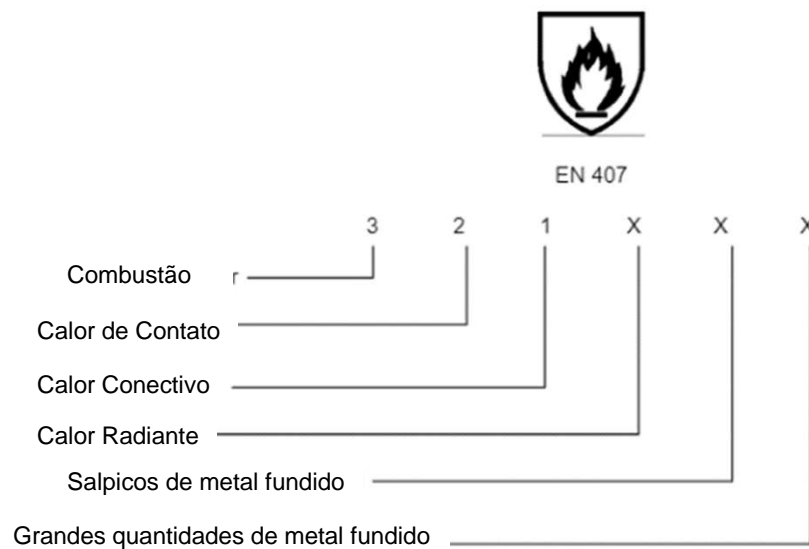 EN 407
3 2 1 X X X
Combustão
Calor de Contato
Calor Conectivo
Calor Radiante
Salpicos de metal fundido
Grandes quantidades de metal fundido